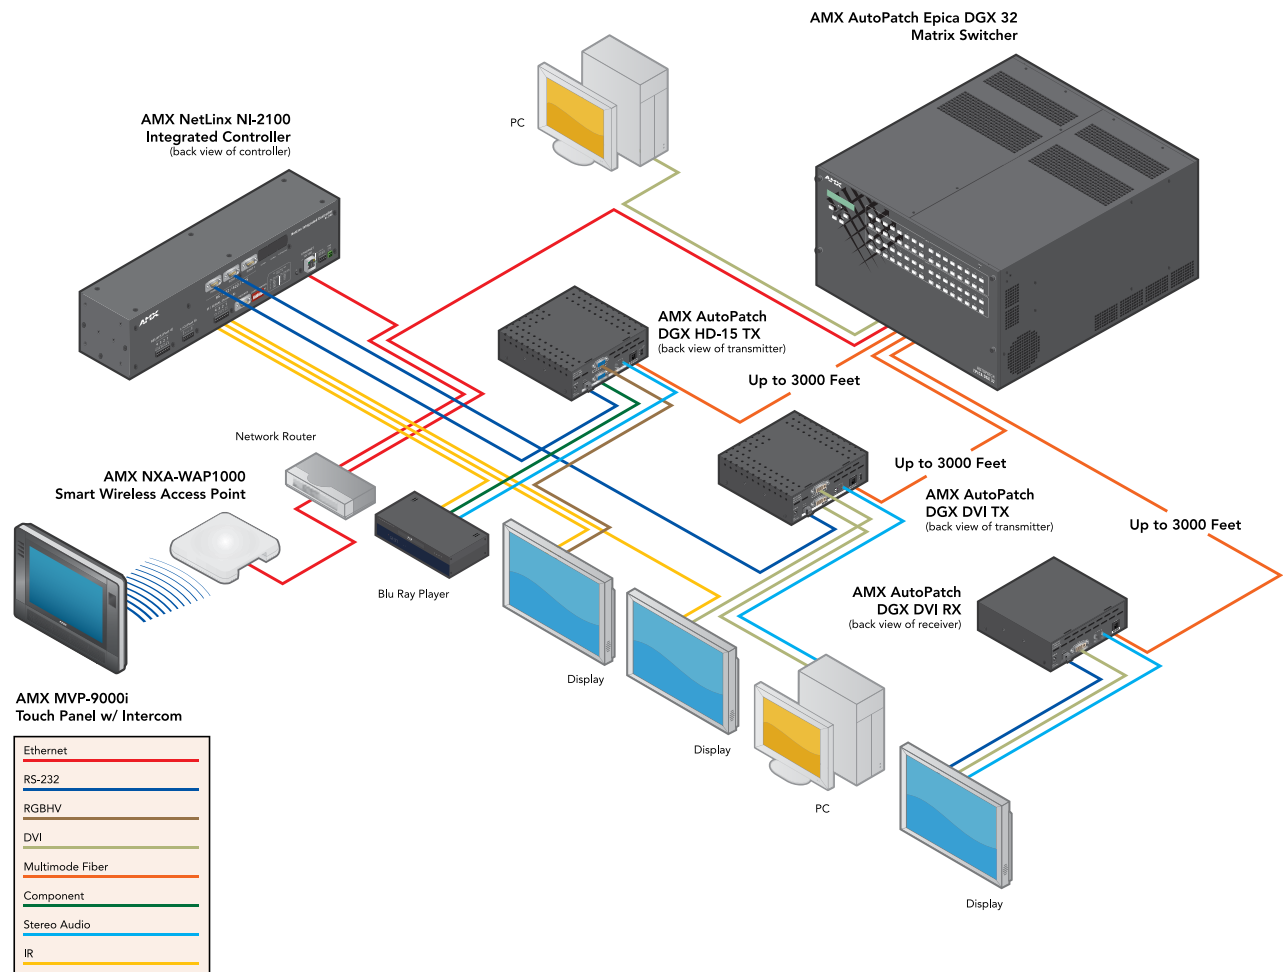 AMX AutoPatch Epica DGX 32
Matrix Switcher
AMX NetLinx NI-2100
Integrated Controller
(back view of controller)
PC
AMX
AMX
AMX AutoPatch
DGX HD-15 TX
(back view of transmitter)
Up to 3000 Feet
Network Router
AMX NXA-WAP1000
Smart Wireless Access Point
Up to 3000 Feet
AMX AutoPatch
DGX DVI TX
(back view of transmitter)
Up to 3000 Feet
Blu Ray Player
AMX AutoPatch
DGX DVI RX
(back view of receiver)
Display
AMX MVP-9000i
Touch Panel w/ Intercom
Display
PC
Display
Ethernet
RS-232
RGBHV
DVI
Multimode Fiber
Component
Stereo Audio
IR